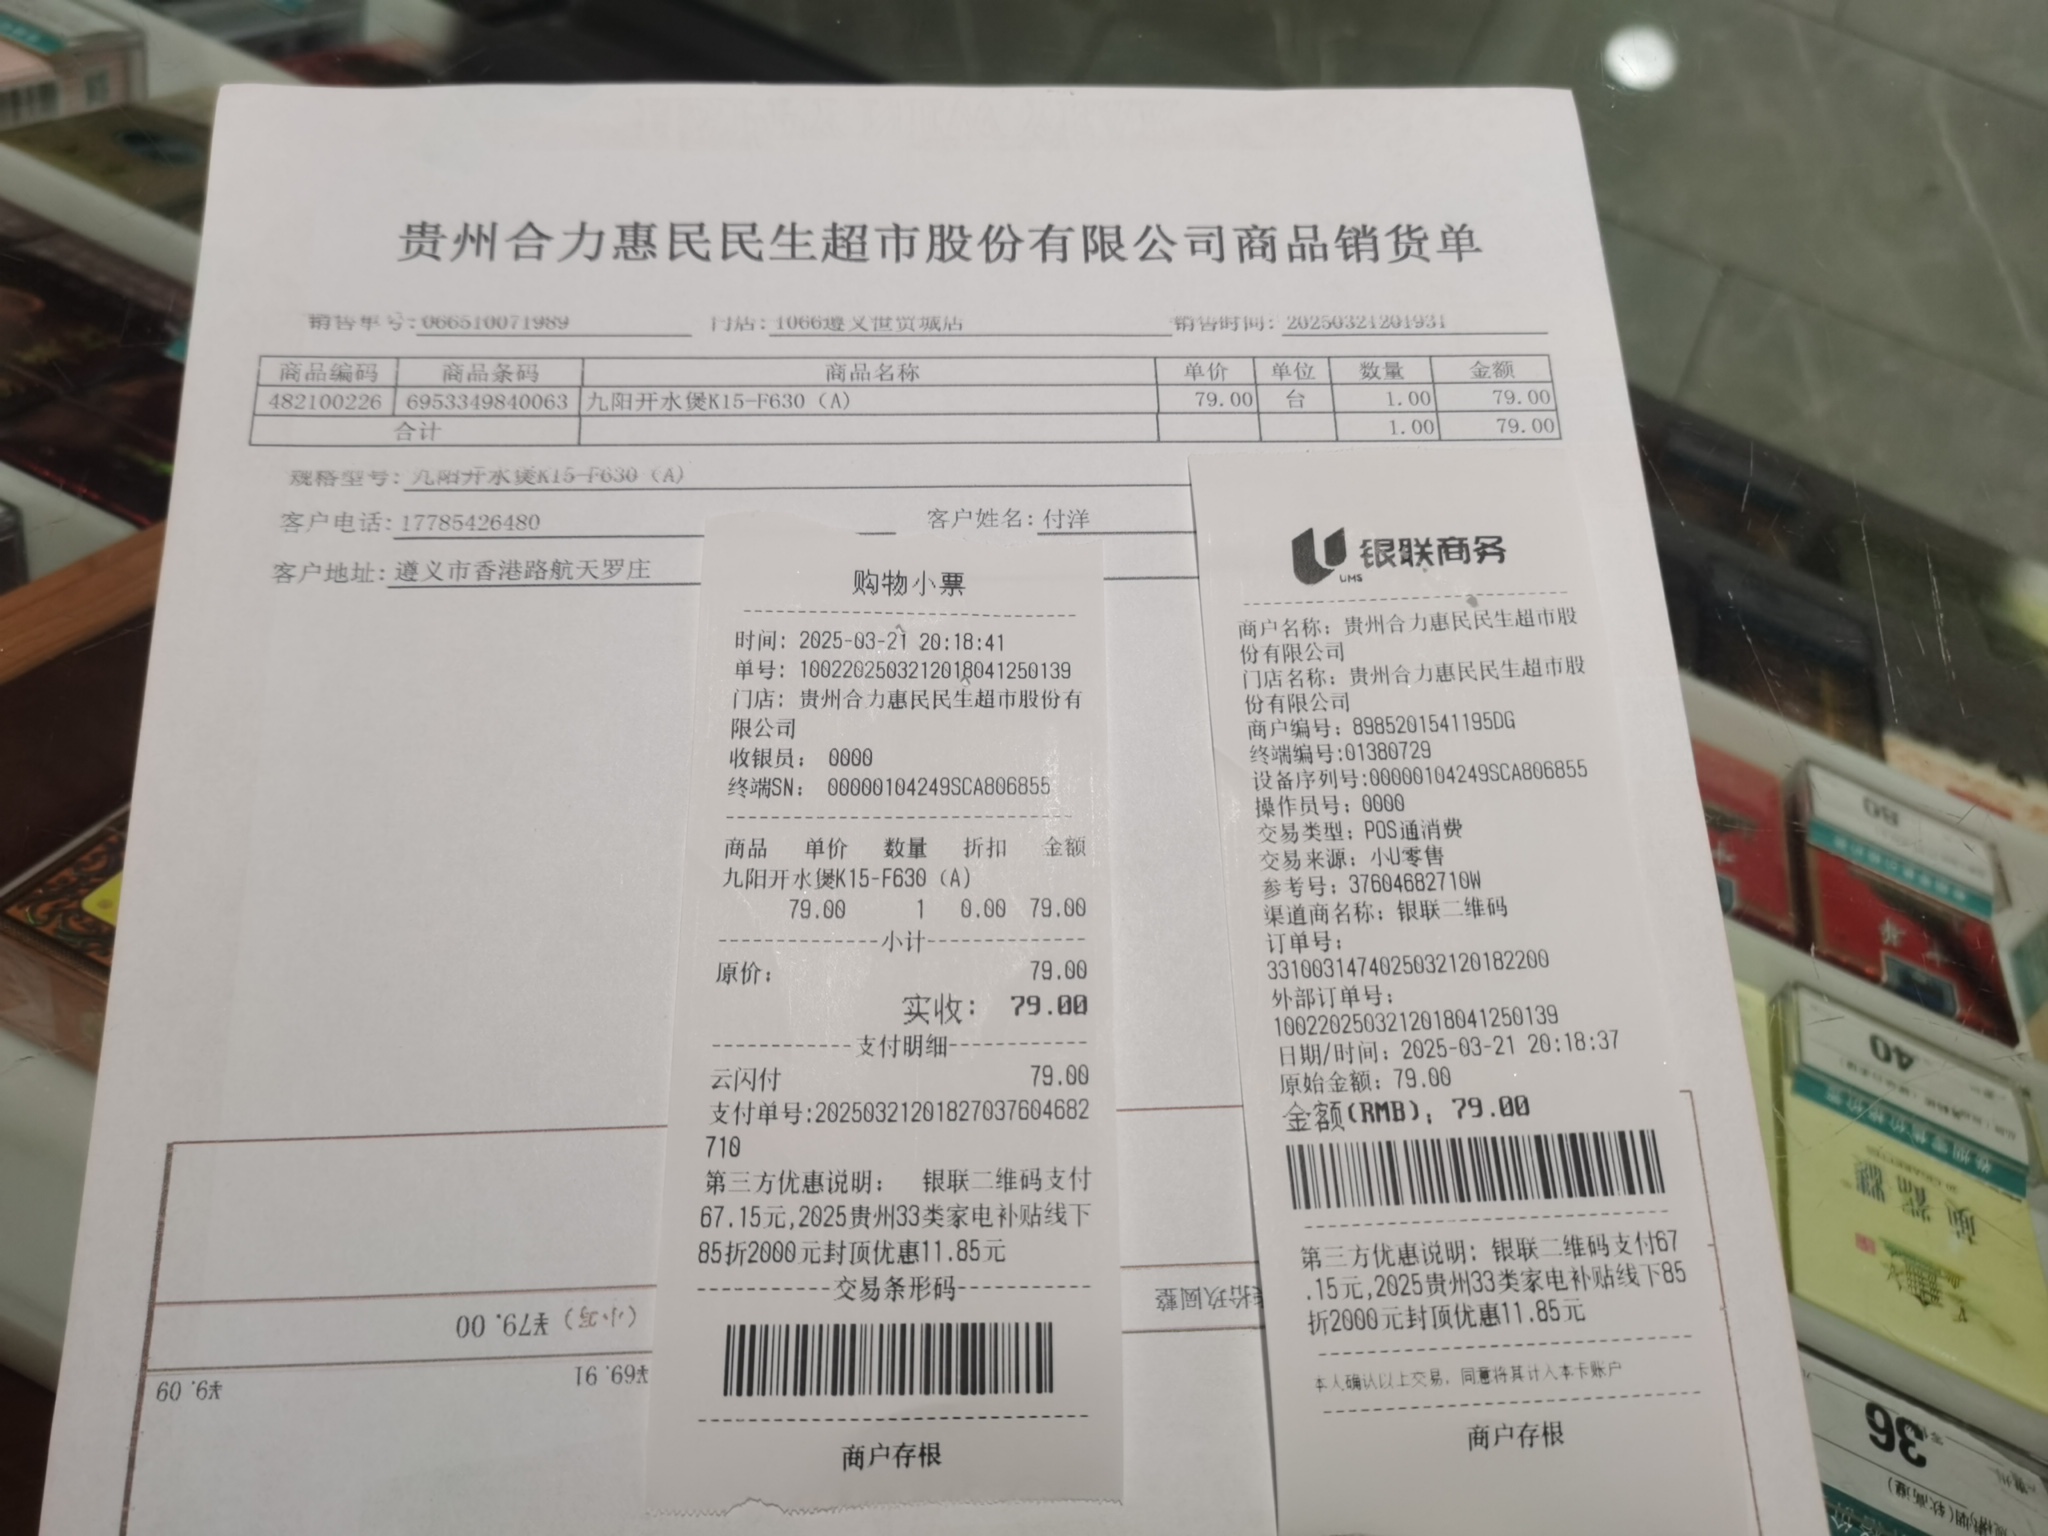 贵州合力惠民民生超市股份有限公司商品销货单
销售单号:066510071989 门店:1066遵义世贸城店 销售时间:20250321201931
商品编码 商品条码 商品名称 单价 单位 数量 金额
482100226 6953349840063 九阳开水煲K15-F630（A） 79.00 台 1.00 79.00
合计 1.00 79.00
规格型号:九阳开水煲K15-F630（A）
客户电话:17785426480 客户姓名:付洋
客户地址:遵义市香港路航天罗庄
购物小票
时间: 2025-03-21 20:18:41
单号: 10022025032120180412501​39
门店: 贵州合力惠民民生超市股份有
限公司
收银员: 0000
终端SN: 00000104249SCA806855
商品 单价 数量 折扣 金额
九阳开水煲K15-F630（A）
79.00 1 0.00 79.00
小计
原价: 79.00
实收: 79.00
支付明细
云闪付 79.00
支付单号:20250321201827037604682
710
第三方优惠说明: 银联二维码支付
67.15元,2025贵州33类家电补贴线下
85折2000元封顶优惠11.85元
交易条形码
商户存根
银联商务
UMS
商户名称: 贵州合力惠民民生超市股
份有限公司
门店名称: 贵州合力惠民民生超市股
份有限公司
商户编号: 8985201541195DG
终端编号:01380729
设备序列号:00000104249SCA806855
操作员号: 0000
交易类型: POS通消费
交易来源: 小U零售
参考号: 37604682710W
渠道商名称: 银联二维码
订单号:
33100314740250321201​82200
外部订单号:
1002202503212018041250139
日期/时间: 2025-03-21 20:18:37
原始金额: 79.00
金额(RMB): 79.00
第三方优惠说明: 银联二维码支付67
.15元,2025贵州33类家电补贴线下85
折2000元封顶优惠11.85元
本人确认以上交易, 同意将其计入本卡账户
商户存根
拾玖圆整
（小写）¥79.00
¥69.91
¥9.09
40
36